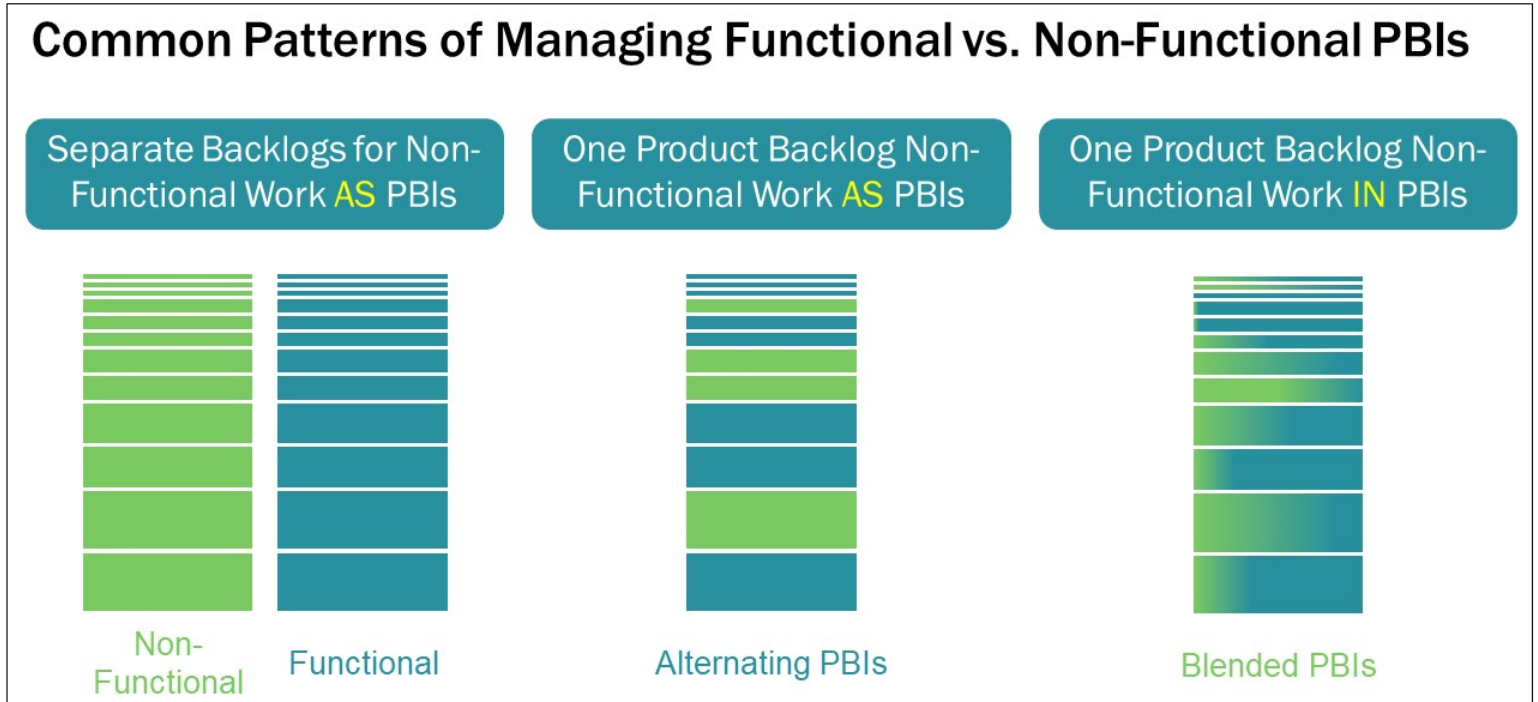 Common Patterns of Managing Functional vs. Non-Functional PBIs
Separate Backlogs for Non-
Functional Work AS PBIs
One Product Backlog Non-
Functional Work AS PBIs
One Product Backlog Non-
Functional Work IN PBIs
Non-
Functional
Functional
Alternating PBIs
Blended PBIs